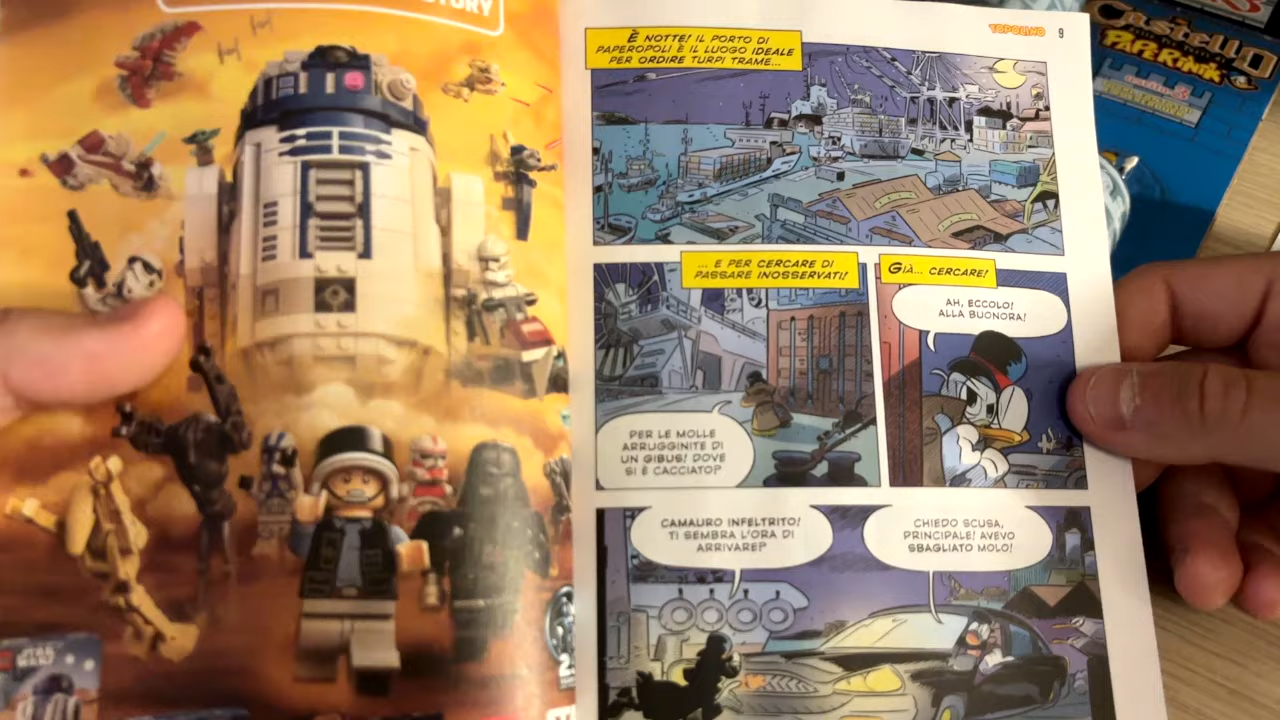 STORY
TOPOLINO 9
È NOTTE! IL PORTO DI
PAPEROPOLI È IL LUOGO IDEALE
PER ORDIRE TURPI TRAME...
... E PER CERCARE DI
PASSARE INOSSERVATI!
PER LE MOLLE
ARRUGGINITE DI
UN GIBUS! DOVE
SI È CACCIATO?
GIÀ... CERCARE!
AH, ECCOLO!
ALLA BUONORA!
CAMAURO INFELTRITO!
TI SEMBRA L'ORA DI
ARRIVARE?
CHIEDO SCUSA,
PRINCIPALE! AVEVO
SBAGLIATO MOLO!
CASTELLO
PAPERINIK
STAR
WARS